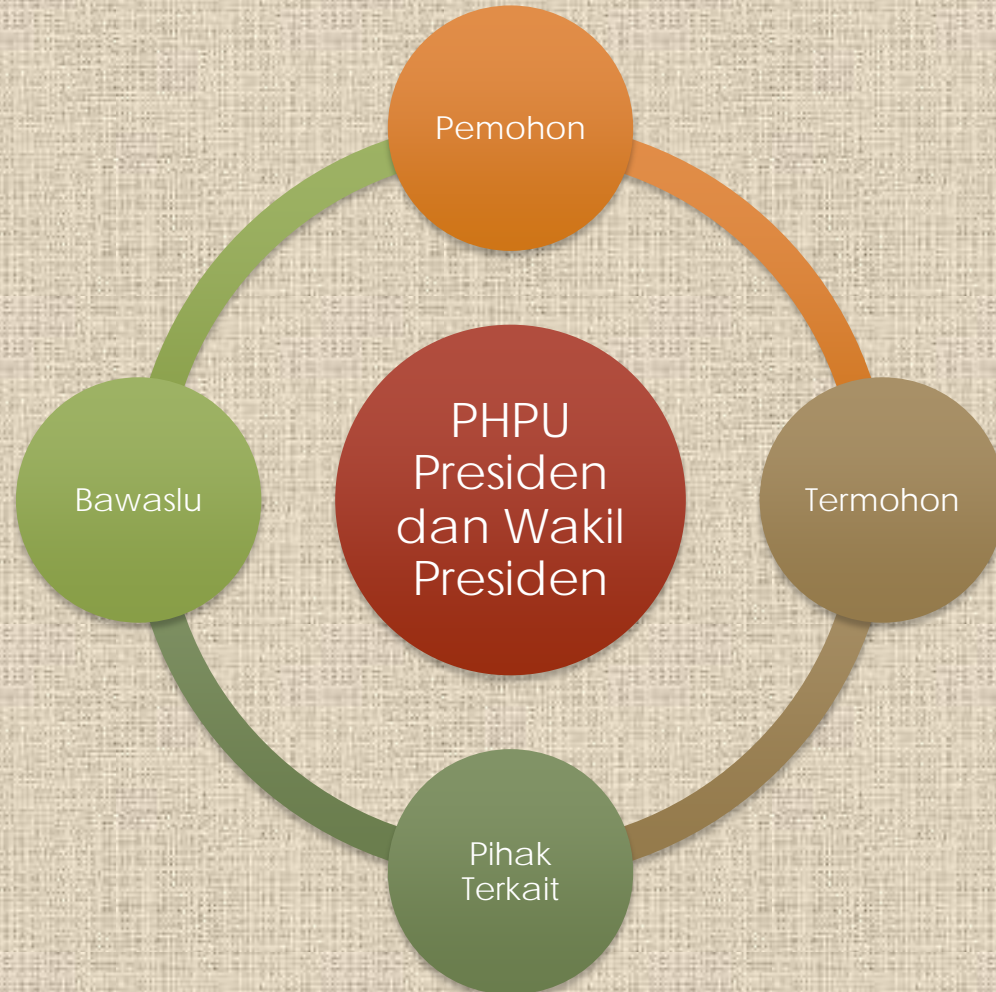 Pemohon
PHPU
Presiden
dan Wakil
Presiden
Bawaslu
Termohon
Pihak
Terkait